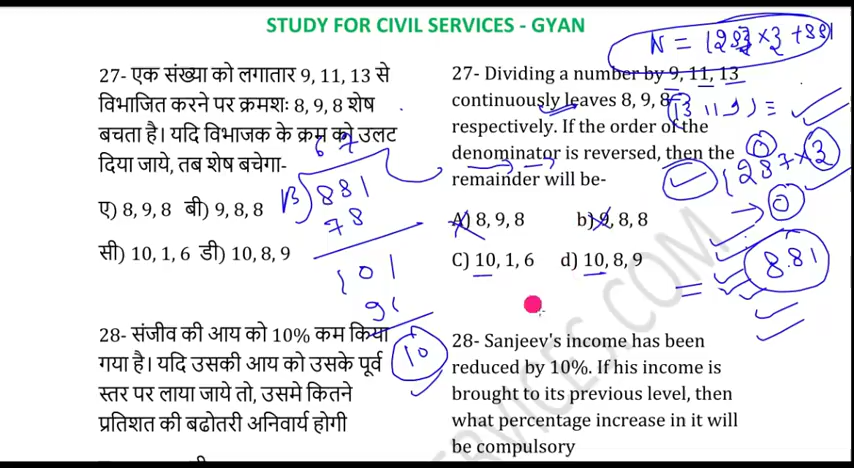 STUDY FOR CIVIL SERVICES - GYAN
N = 1287 × 3 + 881
27- एक संख्या को लगातार 9, 11, 13 से
विभाजित करने पर क्रमशः 8, 9, 8 शेष
बचता है। यदि विभाजक के क्रम को उलट
दिया जाये, तब शेष बचेगा-
ए) 8, 9, 8 बी) 9, 8, 8
सी) 10, 1, 6 डी) 10, 8, 9
67
13) 881
78
101
91
10
27- Dividing a number by 9, 11, 13
continuously leaves 8, 9, 8
respectively. If the order of the
denominator is reversed, then the
remainder will be-
A) 8, 9, 8 b) 9, 8, 8
C) 10, 1, 6 d) 10, 8, 9
13 11 9
0
1287 × 3
0
881
28- संजीव की आय को 10% कम किया
गया है। यदि उसकी आय को उसके पूर्व
स्तर पर लाया जाये तो, उसमे कितने
प्रतिशत की बढोतरी अनिवार्य होगी
28- Sanjeev's income has been
reduced by 10%. If his income is
brought to its previous level, then
what percentage increase in it will
be compulsory